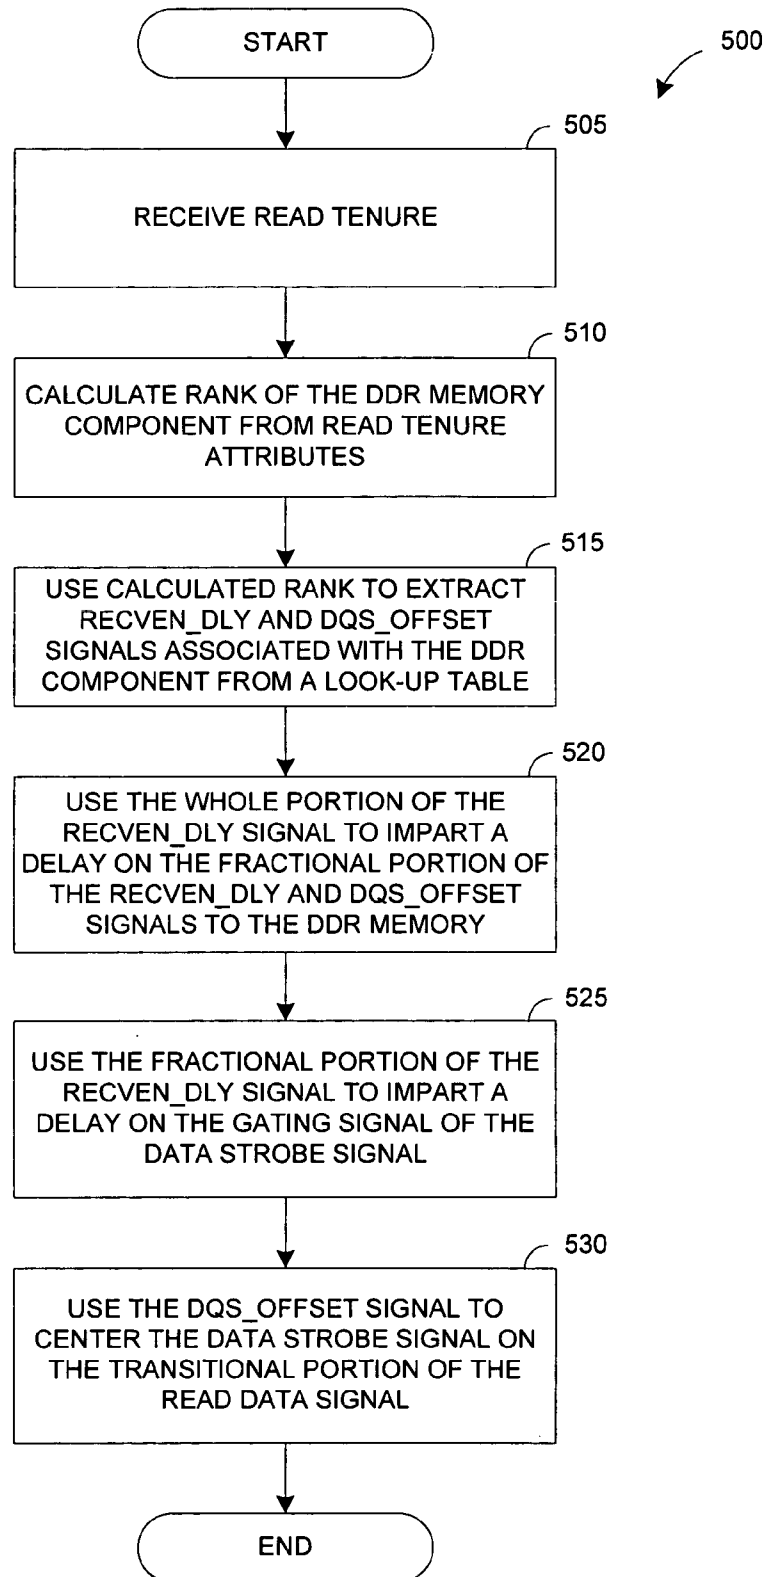 START
500
505
RECEIVE READ TENURE
510
CALCULATE RANK OF THE DDR MEMORY
COMPONENT FROM READ TENURE
ATTRIBUTES
515
USE CALCULATED RANK TO EXTRACT
RECVEN_DLY AND DQS_OFFSET
SIGNALS ASSOCIATED WITH THE DDR
COMPONENT FROM A LOOK-UP TABLE
520
USE THE WHOLE PORTION OF THE
RECVEN_DLY SIGNAL TO IMPART A
DELAY ON THE FRACTIONAL PORTION OF
THE RECVEN_DLY AND DQS_OFFSET
SIGNALS TO THE DDR MEMORY
525
USE THE FRACTIONAL PORTION OF THE
RECVEN_DLY SIGNAL TO IMPART A
DELAY ON THE GATING SIGNAL OF THE
DATA STROBE SIGNAL
530
USE THE DQS_OFFSET SIGNAL TO
CENTER THE DATA STROBE SIGNAL ON
THE TRANSITIONAL PORTION OF THE
READ DATA SIGNAL
END